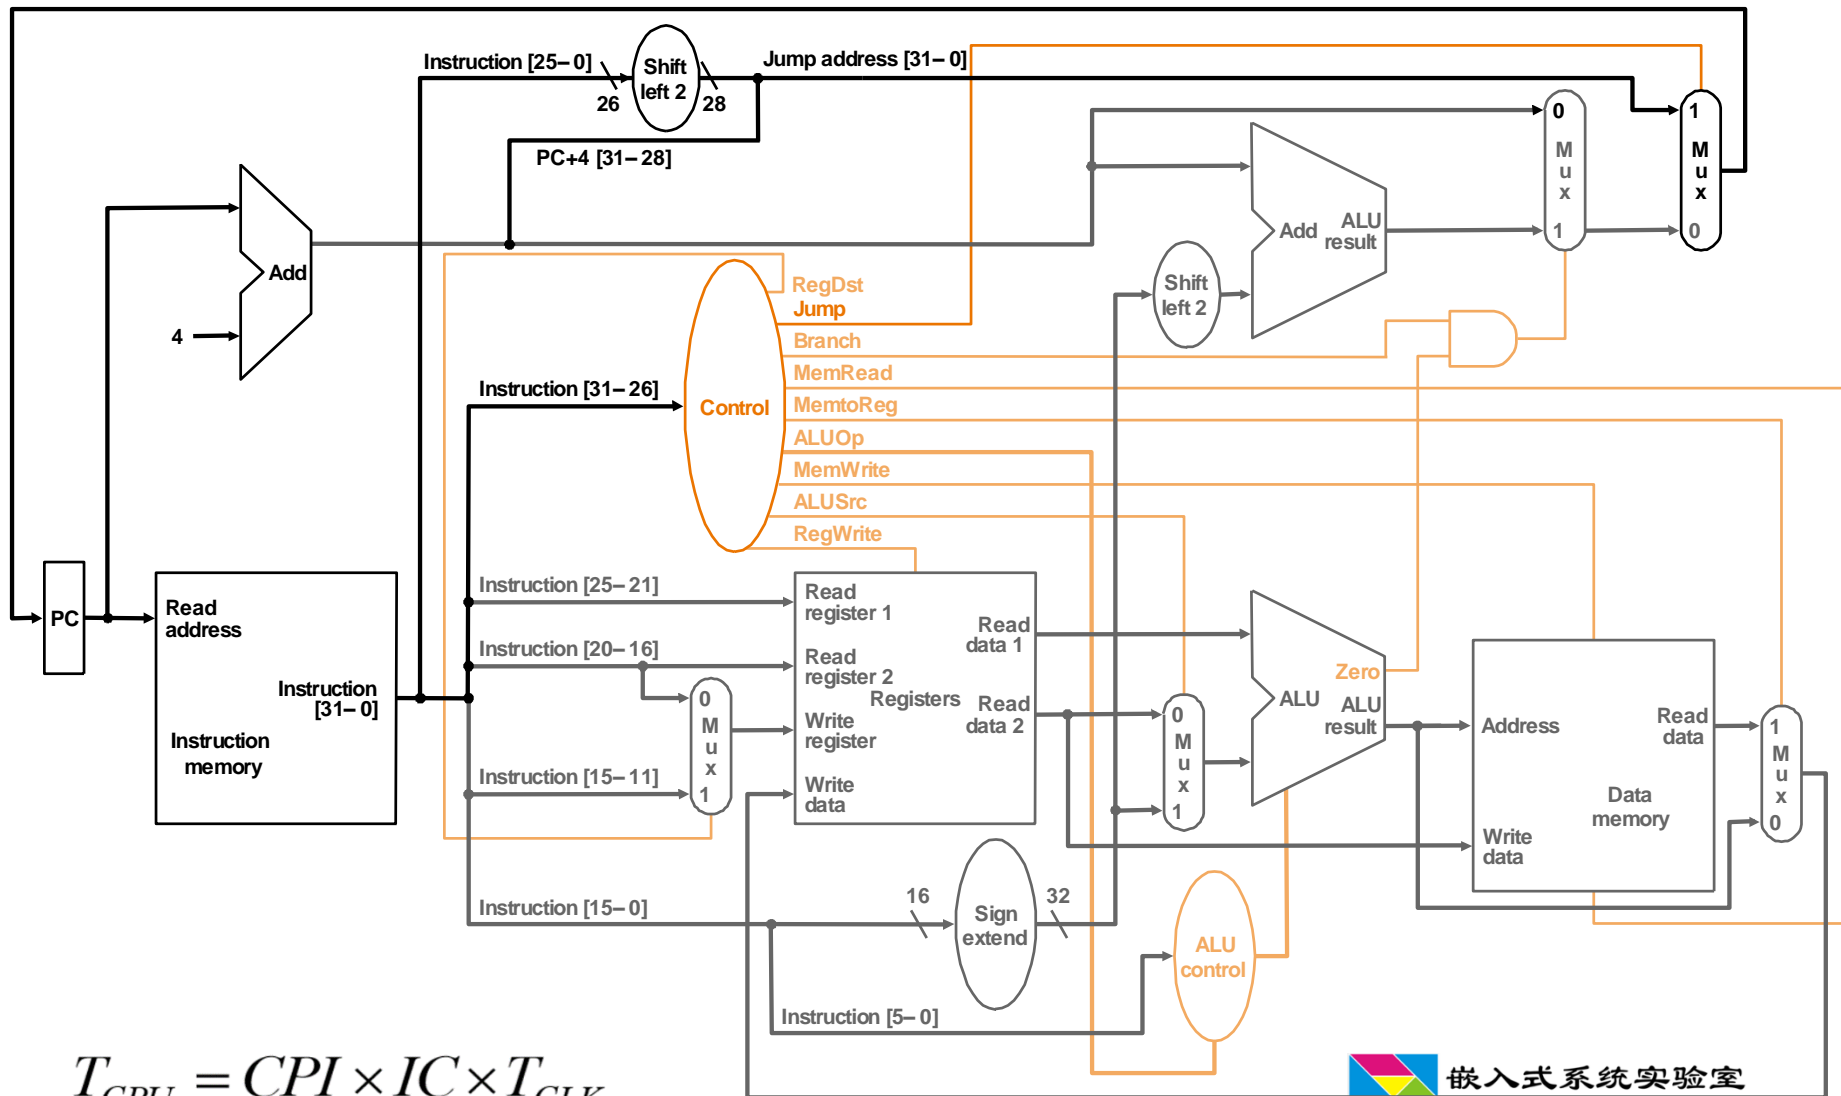 Instruction [25–0]
26
Shift
left 2
28
Jump address [31–0]
PC+4 [31–28]
Add
4
0
M
u
x
1
1
M
u
x
0
Add
ALU
result
Shift
left 2
RegDst
Jump
Branch
MemRead
MemtoReg
ALUOp
MemWrite
ALUSrc
RegWrite
Control
Instruction [31–26]
PC
Read
address
Instruction
[31–0]
Instruction
memory
Instruction [25–21]
Instruction [20–16]
Instruction [15–11]
0
M
u
x
1
Read
register 1
Read
register 2
Write
register
Write
data
Registers
Read
data 1
Read
data 2
0
M
u
x
1
Zero
ALU
ALU
result
Address
Write
data
Read
data
Data
memory
1
M
u
x
0
Instruction [15–0]
16
Sign
extend
32
ALU
control
Instruction [5–0]
T_CPU = CPI × IC × T_CLK
嵌入式系统实验室